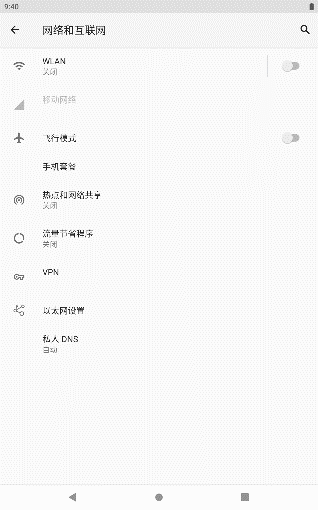 9:40
网络和互联网
WLAN
关闭
移动网络
飞行模式
手机套餐
热点和网络共享
关闭
流量节省程序
关闭
VPN
以太网设置
私人 DNS
自动